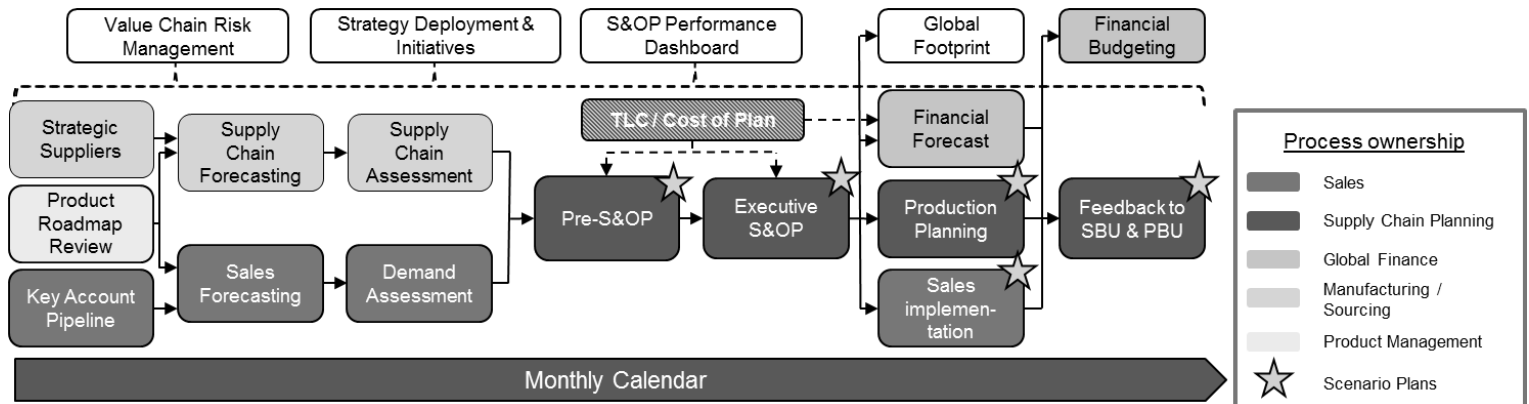 Value Chain Risk
Management
Strategy Deployment &
Initiatives
S&OP Performance
Dashboard
Global
Footprint
Financial
Budgeting
Strategic
Suppliers
Supply
Chain
Forecasting
Supply
Chain
Assessment
TLC / Cost of Plan
Financial
Forecast
Product
Roadmap
Review
Pre-S&OP
Executive
S&OP
Production
Planning
Feedback to
SBU & PBU
Key Account
Pipeline
Sales
Forecasting
Demand
Assessment
Sales
implemen-
tation
Monthly Calendar
Process ownership
Sales
Supply Chain Planning
Global Finance
Manufacturing /
Sourcing
Product Management
Scenario Plans